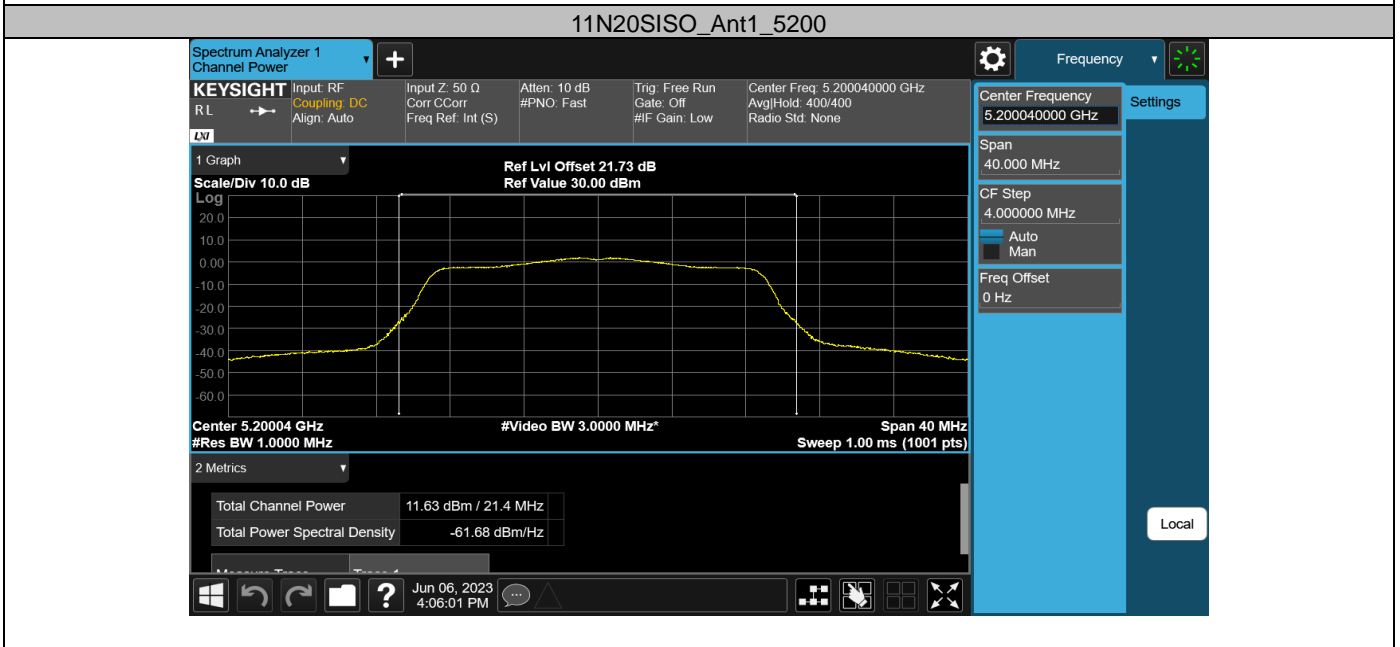 11N20SISO_Ant1_5200
Spectrum Analyzer 1
Channel Power
Frequency
KEYSIGHT
R L
LXI
Input: RF
Coupling: DC
Align: Auto
Input Z: 50 Ω
Corr CCorr
Freq Ref: Int (S)
Atten: 10 dB
#PNO: Fast
Trig: Free Run
Gate: Off
#IF Gain: Low
Center Freq: 5.200040000 GHz
Avg|Hold: 400/400
Radio Std: None
Center Frequency
5.200040000 GHz
Settings
Span
40.000 MHz
CF Step
4.000000 MHz
Auto
Man
Freq Offset
0 Hz
Local
1 Graph
Scale/Div 10.0 dB
Ref Lvl Offset 21.73 dB
Ref Value 30.00 dBm
Log
20.0
10.0
0.00
-10.0
-20.0
-30.0
-40.0
-50.0
-60.0
Center 5.20004 GHz
#Res BW 1.0000 MHz
#Video BW 3.0000 MHz*
Span 40 MHz
Sweep 1.00 ms (1001 pts)
2 Metrics
Total Channel Power 11.63 dBm / 21.4 MHz
Total Power Spectral Density -61.68 dBm/Hz
Measure Trace Trace 1
?
Jun 06, 2023
4:06:01 PM